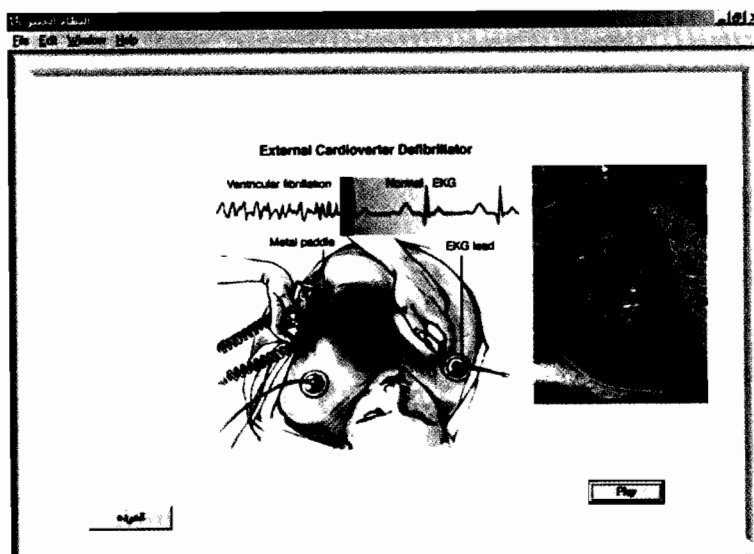 File Edit Window Help
External Cardioverter Defibrillator
Ventricular fibrillation Normal EKG
Metal paddle EKG lead
Play